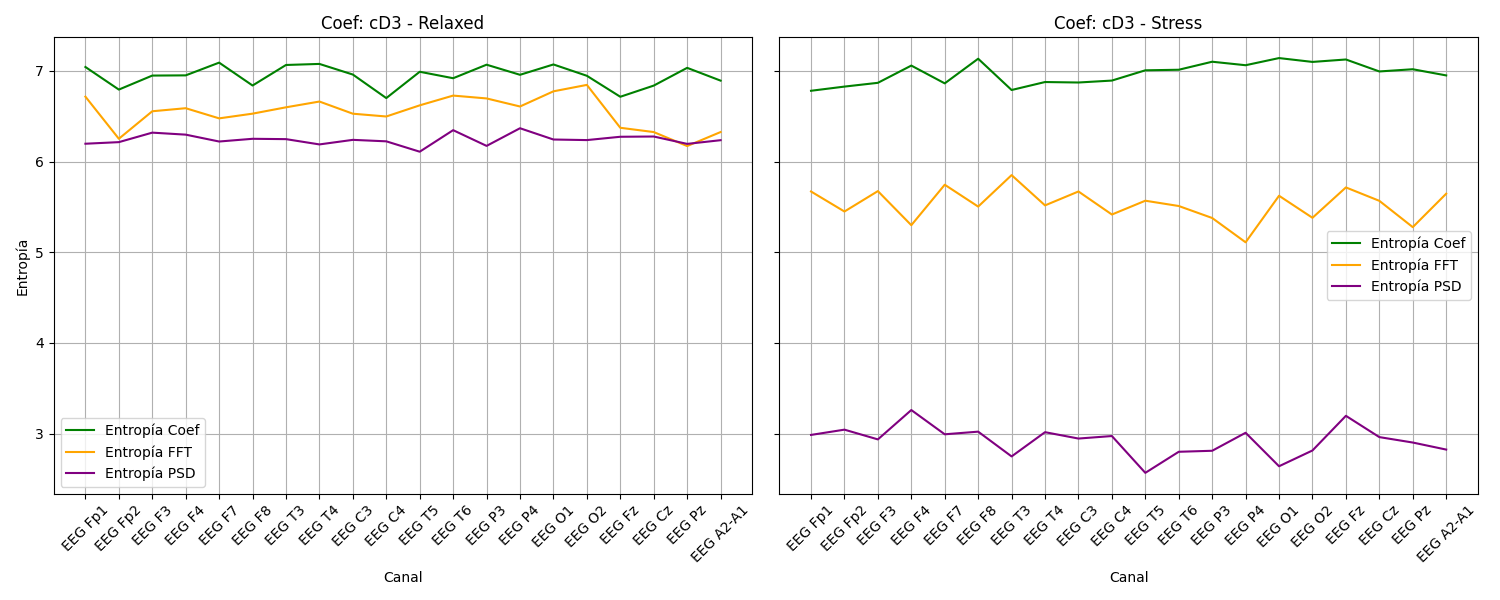 Coef: cD3 - Relaxed
Entropía
7
6
5
4
3
Entropía Coef
Entropía FFT
Entropía PSD
EEG Fp1
EEG Fp2
EEG F3
EEG F4
EEG F7
EEG F8
EEG T3
EEG T4
EEG C3
EEG C4
EEG T5
EEG T6
EEG P3
EEG P4
EEG O1
EEG O2
EEG Fz
EEG Cz
EEG Pz
EEG A2-A1
Canal
Coef: cD3 - Stress
Entropía Coef
Entropía FFT
Entropía PSD
EEG Fp1
EEG Fp2
EEG F3
EEG F4
EEG F7
EEG F8
EEG T3
EEG T4
EEG C3
EEG C4
EEG T5
EEG T6
EEG P3
EEG P4
EEG O1
EEG O2
EEG Fz
EEG Cz
EEG Pz
EEG A2-A1
Canal